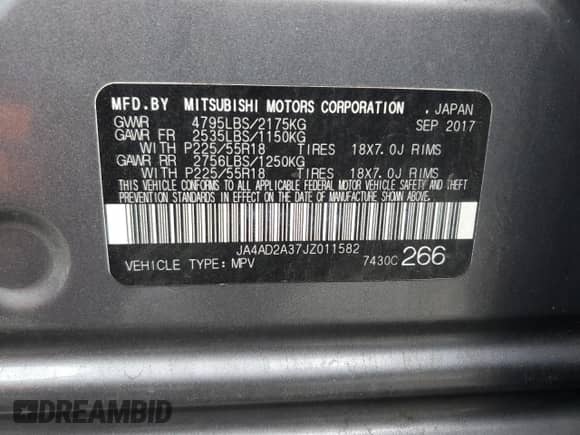 MFD.BY MITSUBISHI MOTORS CORPORATION . JAPAN
GVWR 4795LBS/2175KG SEP 2017
GAWR FR 2535LBS/1150KG
WITH P225/55R18 TIRES 18X7.0J RIMS
GAWR RR 2756LBS/1250KG
WITH P225/55R18 TIRES 18X7.0J RIMS
THIS VEHICLE CONFORMS TO ALL APPLICABLE FEDERAL MOTOR VEHICLE SAFETY AND THEFT
PREVENTION STANDARDS IN EFFECT ON THE DATE OF MANUFACTURE SHOWN ABOVE.
JA4AD2A37JZ011582
VEHICLE TYPE: MPV 7430C 266
DREAMBID